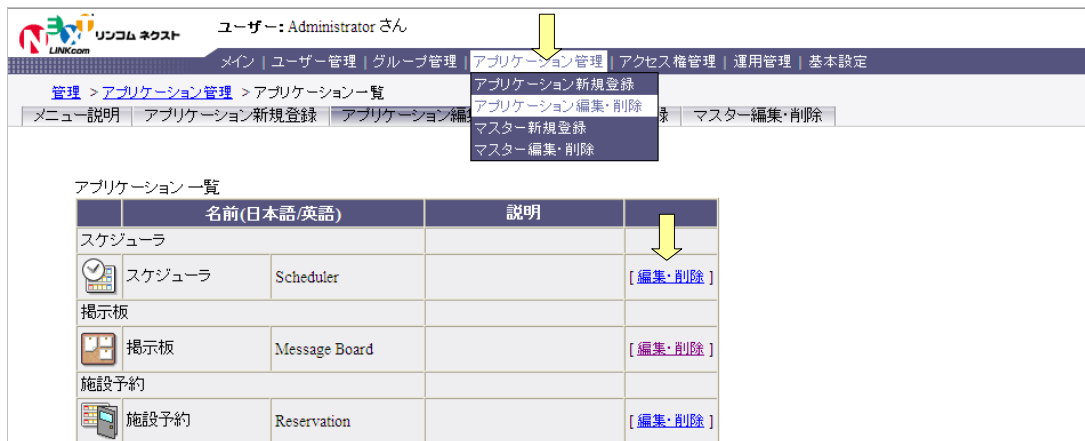 NEXT リンコム ネクスト
LINKcom
ユーザー: Administrator さん
メイン | ユーザー管理 | グループ管理 | アプリケーション管理 | アクセス権管理 | 運用管理 | 基本設定
アプリケーション新規登録
アプリケーション編集・削除
マスター新規登録
マスター編集・削除
管理 > アプリケーション管理 > アプリケーション一覧
メニュー説明 アプリケーション新規登録 アプリケーション編 録 マスター編集・削除
アプリケーション 一覧
名前(日本語/英語) 説明
スケジューラ
スケジューラ Scheduler [ 編集・削除 ]
掲示板
掲示板 Message Board [ 編集・削除 ]
施設予約
施設予約 Reservation [ 編集・削除 ]